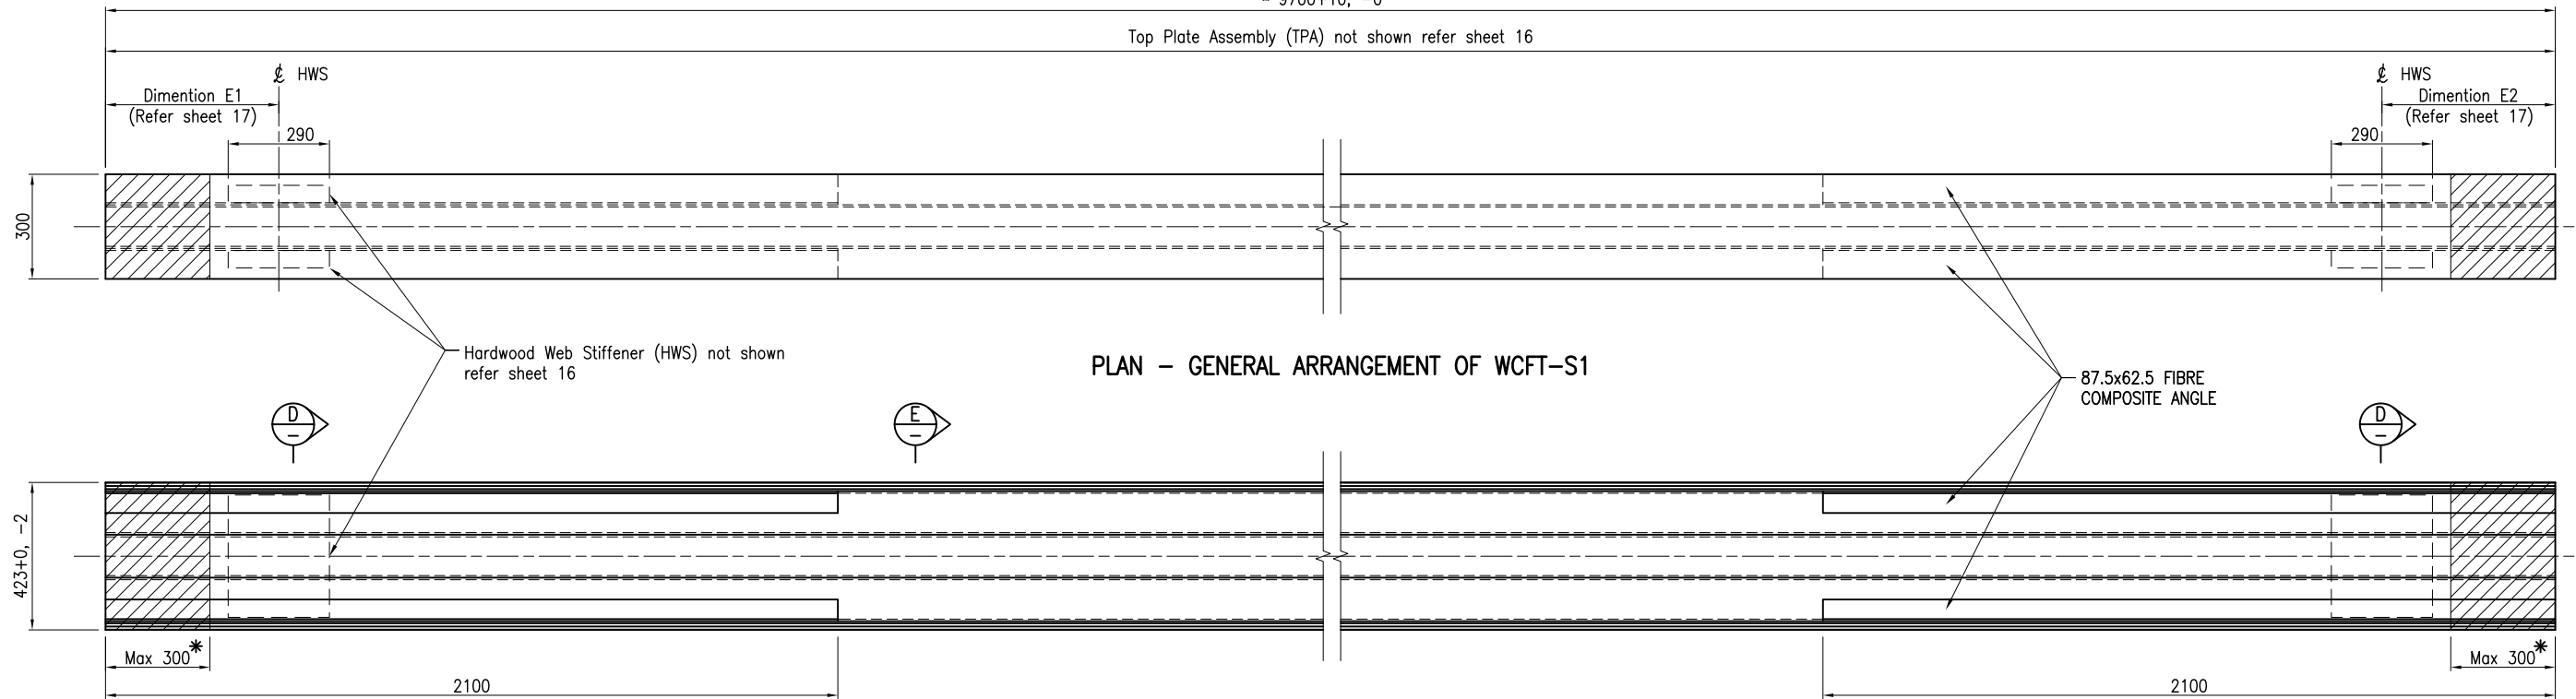 Top Plate Assembly (TPA) not shown refer sheet 16
℄ HWS
℄ HWS
Dimention E1
(Refer sheet 17)
Dimention E2
(Refer sheet 17)
290
290
300
Hardwood Web Stiffener (HWS) not shown
refer sheet 16
PLAN – GENERAL ARRANGEMENT OF WCFT–S1
87.5x62.5 FIBRE
COMPOSITE ANGLE
D
–
E
–
D
–
423+0, -2
Max 300*
Max 300*
2100
2100